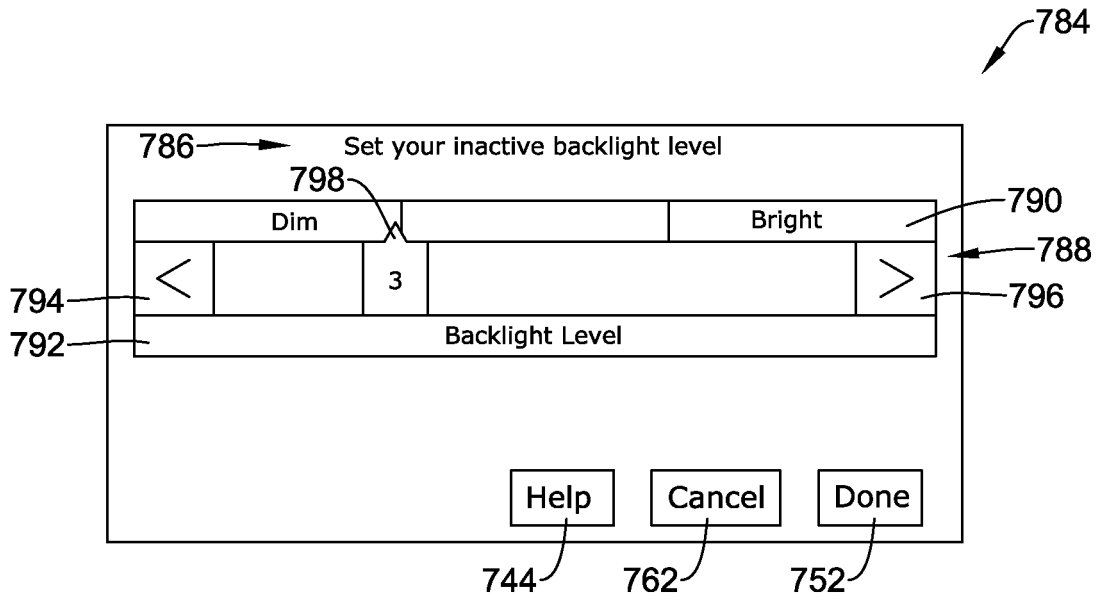 784
786 Set your inactive backlight level
798
Dim Bright 790
788
< 3 >
794 796
792 Backlight Level
Help Cancel Done
744 762 752